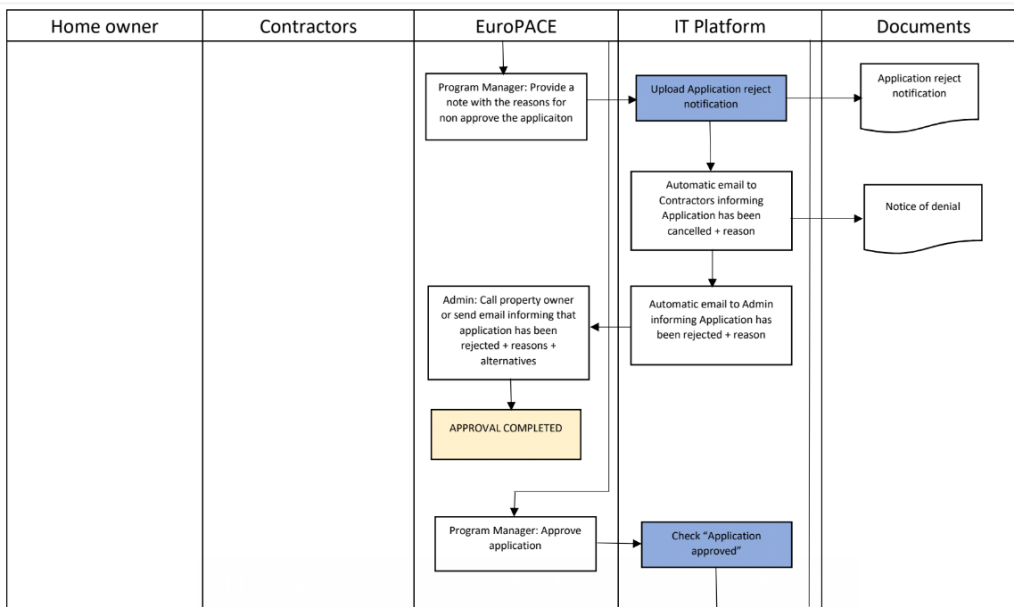 Home owner
Contractors
EuroPACE
IT Platform
Documents
Program Manager: Provide a
note with the reasons for
non approve the applicaiton
Upload Application reject
notification
Application reject
notification
Automatic email to
Contractors informing
Application has been
cancelled + reason
Notice of denial
Admin: Call property owner
or send email informing that
application has been
rejected + reasons +
alternatives
Automatic email to Admin
informing Application has
been rejected + reason
APPROVAL COMPLETED
Program Manager: Approve
application
Check “Application
approved”